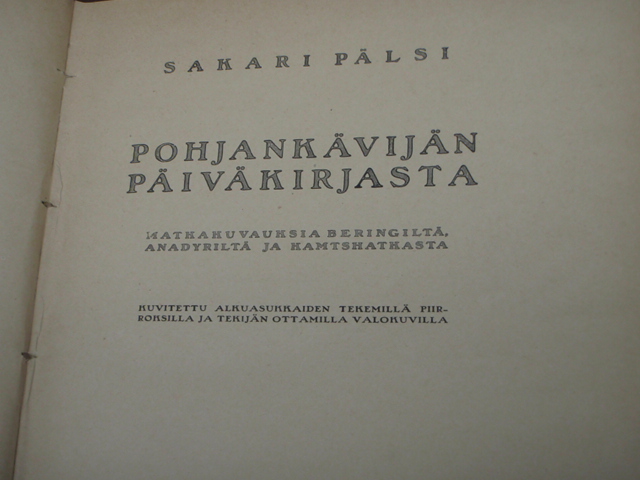 SAKARI PÄLSI
POHJANKÄVIJÄN
PÄIVÄKIRJASTA
MATKAKUVAUKSIA BERINGILTÄ,
ANADYRILTÄ JA KAMTSHATKASTA
KUVITETTU ALKUASUKKAIDEN TEKEMILLÄ PIIR-
ROKSILLA JA TEKIJÄN OTTAMILLA VALOKUVILLA